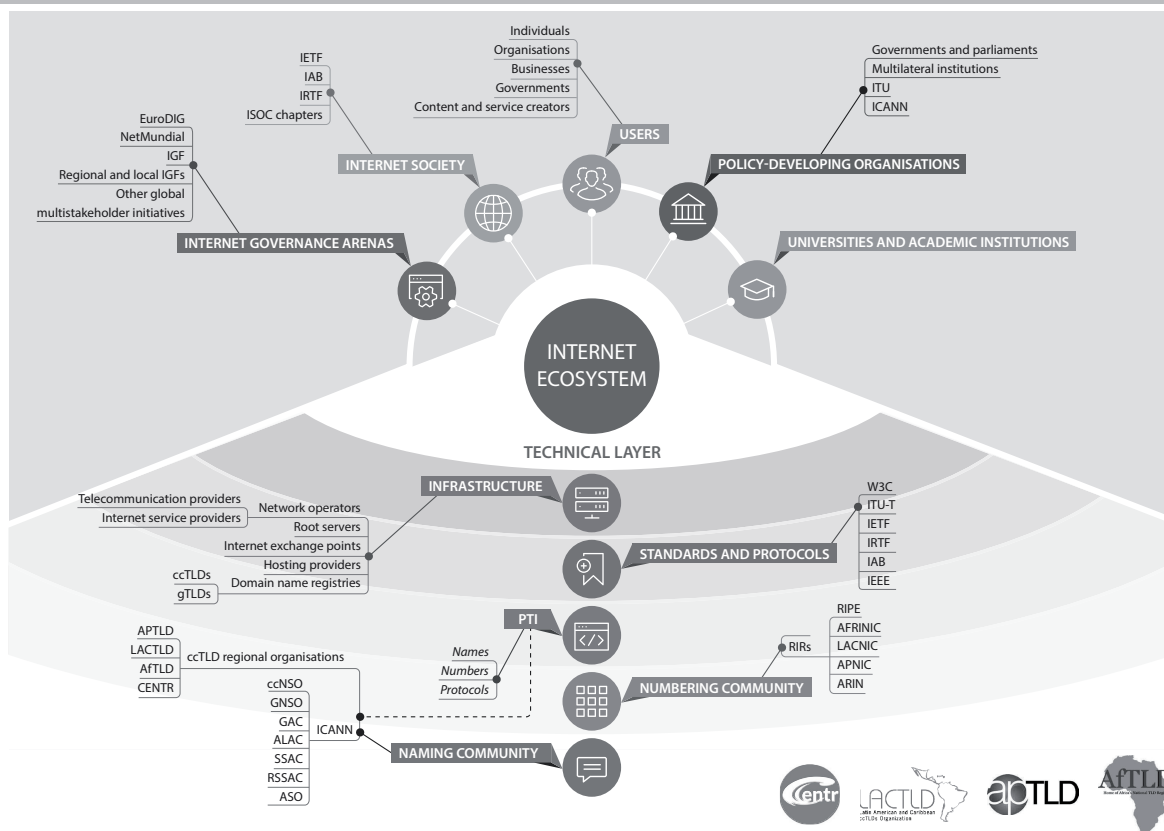 Individuals
Organisations
Businesses
Governments
Content and service creators
USERS
IETF
IAB
IRTF
ISOC chapters
INTERNET SOCIETY
Governments and parliaments
Multilateral institutions
ITU
ICANN
POLICY-DEVELOPING ORGANISATIONS
EuroDIG
NetMundial
IGF
Regional and local IGFs
Other global
multistakeholder initiatives
INTERNET GOVERNANCE ARENAS
UNIVERSITIES AND ACADEMIC INSTITUTIONS
INTERNET
ECOSYSTEM
TECHNICAL LAYER
INFRASTRUCTURE
Telecommunication providers
Internet service providers
Network operators
Root servers
Internet exchange points
Hosting providers
Domain name registries
ccTLDs
gTLDs
W3C
ITU-T
IETF
IRTF
IAB
IEEE
STANDARDS AND PROTOCOLS
PTI
Names
Numbers
Protocols
RIPE
AFRINIC
LACNIC
APNIC
ARIN
RIRs
NUMBERING COMMUNITY
APTLD
LACTLD
AfTLD
CENTR
ccTLD regional organisations
ccNSO
GNSO
GAC
ALAC
SSAC
RSSAC
ASO
ICANN
NAMING COMMUNITY
Centr
LACTLD
Latin American and Caribbean
ccTLDs Organization
apTLD
AfTLD